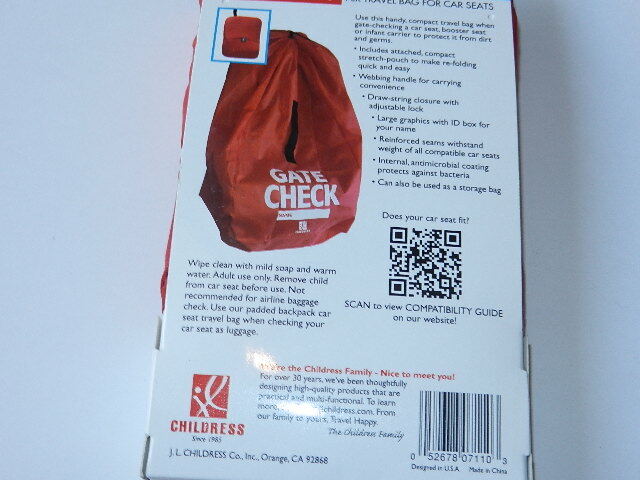 TRAVEL BAG FOR CAR SEATS
Use this handy, compact travel bag when
gate-checking a car seat, booster seat
or infant carrier to protect it from dirt
and germs.
• Includes attached, compact
stretch-pouch to make re-folding
quick and easy
• Webbing handle for carrying
convenience
• Draw-string closure with
adjustable lock
• Large graphics with ID box for
your name
• Reinforced seams withstand
weight of all compatible car seats
• Internal, antimicrobial coating
protects against bacteria
• Can also be used as a storage bag
GATE
CHECK
NAME
CHILDRESS
Does your car seat fit?
SCAN to view COMPATIBILITY GUIDE
on our website!
Wipe clean with mild soap and warm
water. Adult use only. Remove child
from car seat before use. Not
recommended for airline baggage
check. Use our padded backpack car
seat travel bag when checking your
car seat as luggage.
We're the Childress Family - Nice to meet you!
For over 30 years, we've been thoughtfully
designing high-quality products that are
practical and multi-functional. To learn
more, childress.com. From
our family to yours, Travel Happy.
The Childress Family
CHILDRESS
Since 1985
J. L. CHILDRESS Co., Inc., Orange, CA 92868
0 52678 07110 3
Designed in U.S.A. Made in China